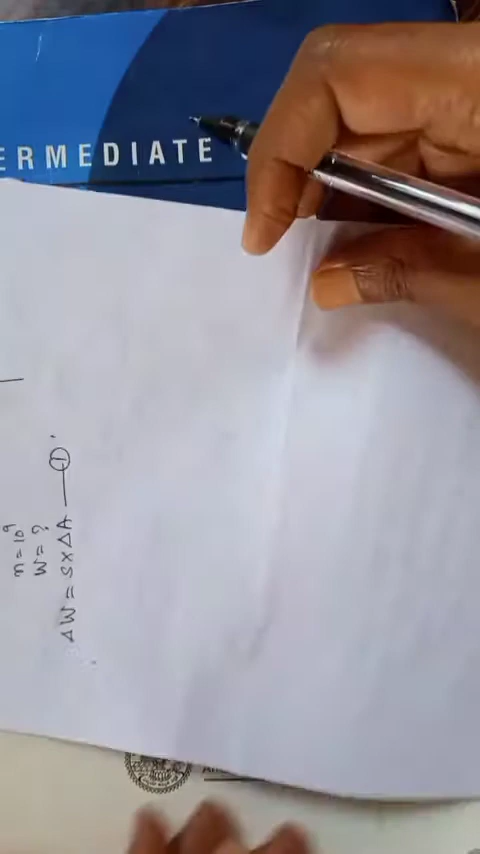 ERMEDIATE
n = 10⁹
W = ?
ΔW = S × ΔA —— ①